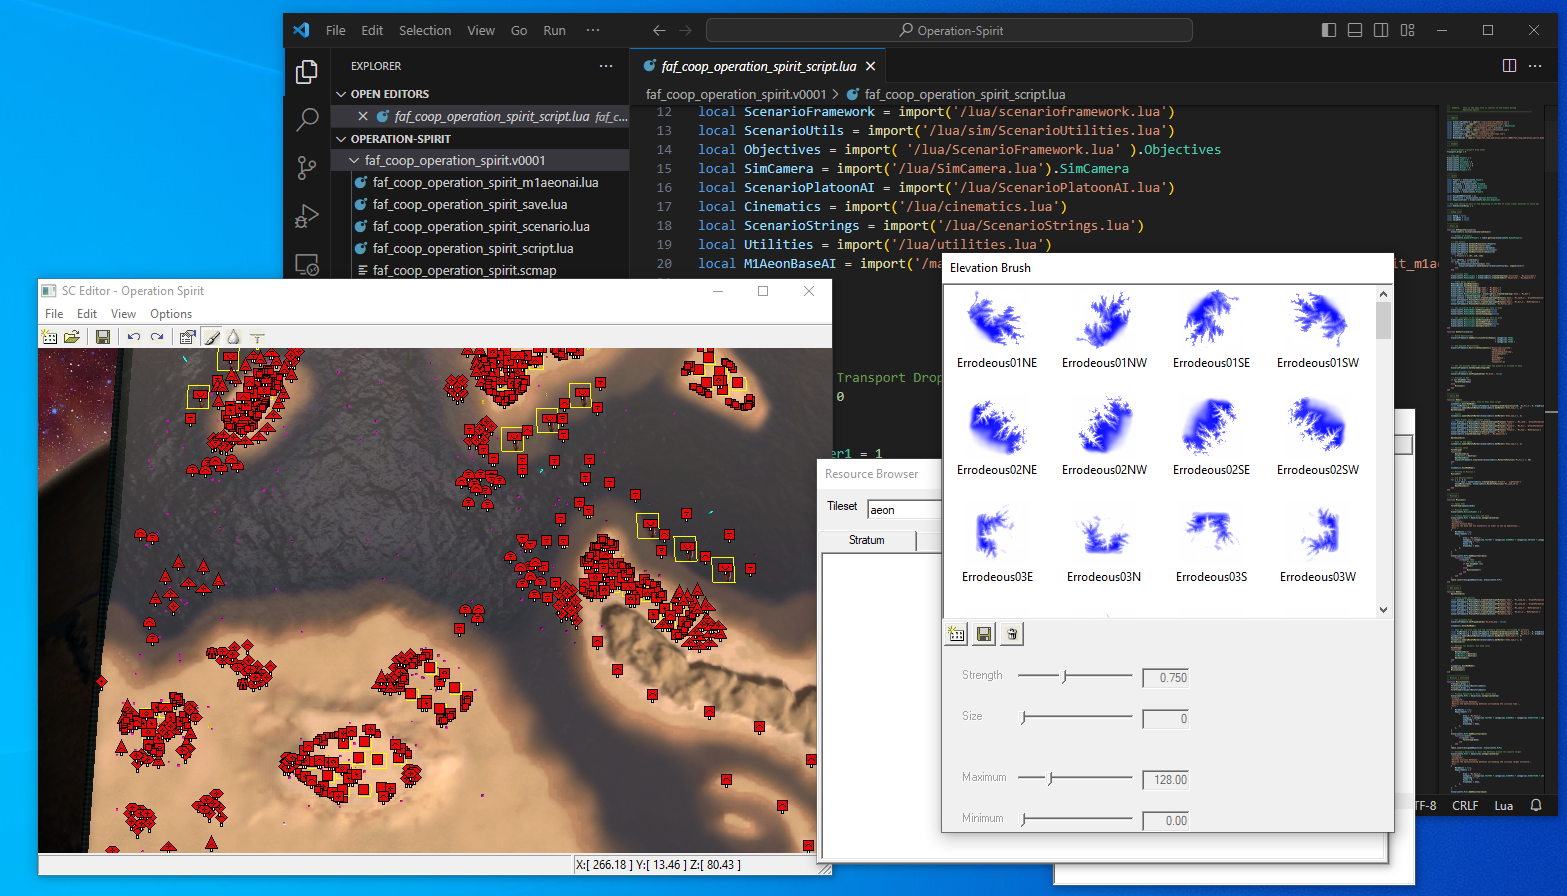 File Edit Selection View Go Run ···
Operation-Spirit
EXPLORER
OPEN EDITORS
faf_coop_operation_spirit_script.lua faf_c...
OPERATION-SPIRIT
faf_coop_operation_spirit.v0001
faf_coop_operation_spirit_m1aeonai.lua
faf_coop_operation_spirit_save.lua
faf_coop_operation_spirit_scenario.lua
faf_coop_operation_spirit_script.lua
faf_coop_operation_spirit.scmap
faf_coop_operation_spirit_script.lua
faf_coop_operation_spirit.v0001 > faf_coop_operation_spirit_script.lua
12 local ScenarioFramework = import('/lua/scenarioframework.lua')
13 local ScenarioUtils = import('/lua/sim/ScenarioUtilities.lua')
14 local Objectives = import( '/lua/ScenarioFramework.lua' ).Objectives
15 local SimCamera = import('/lua/SimCamera.lua').SimCamera
16 local ScenarioPlatoonAI = import('/lua/ScenarioPlatoonAI.lua')
17 local Cinematics = import('/lua/cinematics.lua')
18 local ScenarioStrings = import('/lua/ScenarioStrings.lua')
19 local Utilities = import('/lua/utilities.lua')
20 local M1AeonBaseAI = import('/ma
it_m1ae
Transport Drop
0
er1 = 1
TF-8 CRLF Lua
SC Editor - Operation Spirit
File Edit View Options
X:[ 266.18 ] Y:[ 13.46 ] Z:[ 80.43 ]
Resource Browser
Tileset aeon
Stratum
Elevation Brush
Errodeous01NE Errodeous01NW Errodeous01SE Errodeous01SW
Errodeous02NE Errodeous02NW Errodeous02SE Errodeous02SW
Errodeous03E Errodeous03N Errodeous03S Errodeous03W
Strength 0.750
Size 0
Maximum 128.00
Minimum 0.00